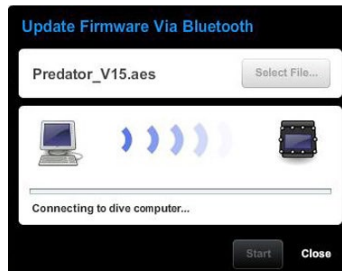 Update Firmware Via Bluetooth
Predator_V15.aes
Select File...
Connecting to dive computer...
Start
Close